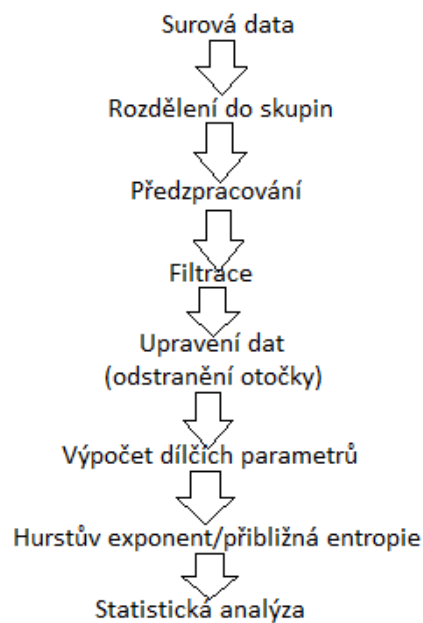 Surová data
Rozdělení do skupin
Předzpracování
Filtrace
Upravení dat
(odstranění otočky)
Výpočet dílčích parametrů
Hurstův exponent/přibližná entropie
Statistická analýza